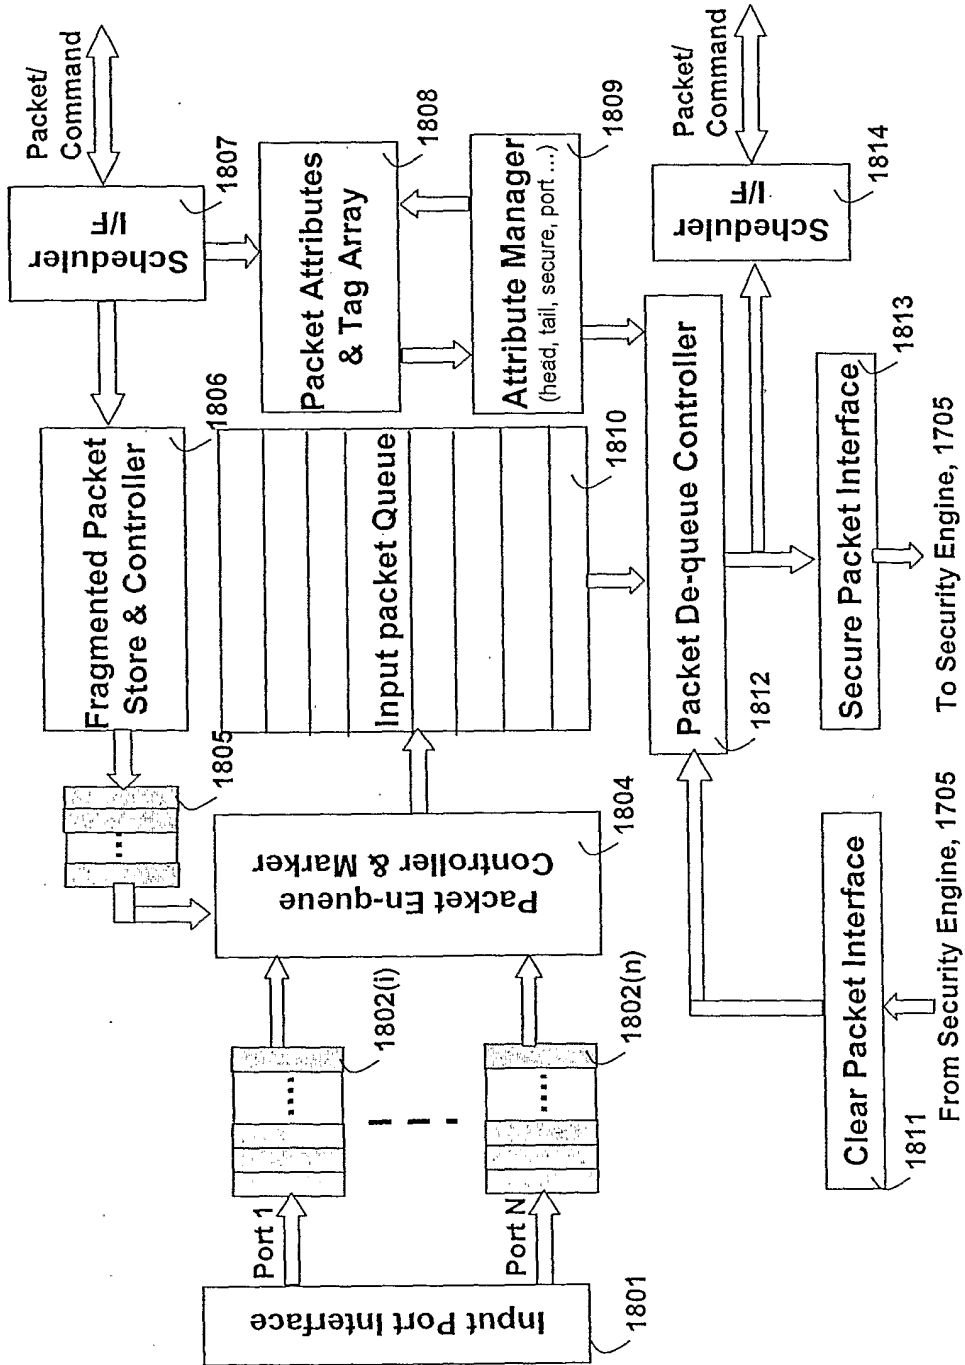 Input Port Interface
1801
Port 1
Port N
1802(i)
1802(n)
Packet En-queue
Controller & Marker
1804
1805
Fragmented Packet
Store & Controller
1806
Scheduler
I/F
1807
Packet/
Command
Packet Attributes
& Tag Array
1808
Attribute Manager
(head, tail, secure, port ...)
1809
Input packet Queue
1810
Clear Packet Interface
1811
From Security Engine, 1705
Packet De-queue Controller
1812
Secure Packet Interface
1813
To Security Engine, 1705
Scheduler
I/F
1814
Packet/
Command